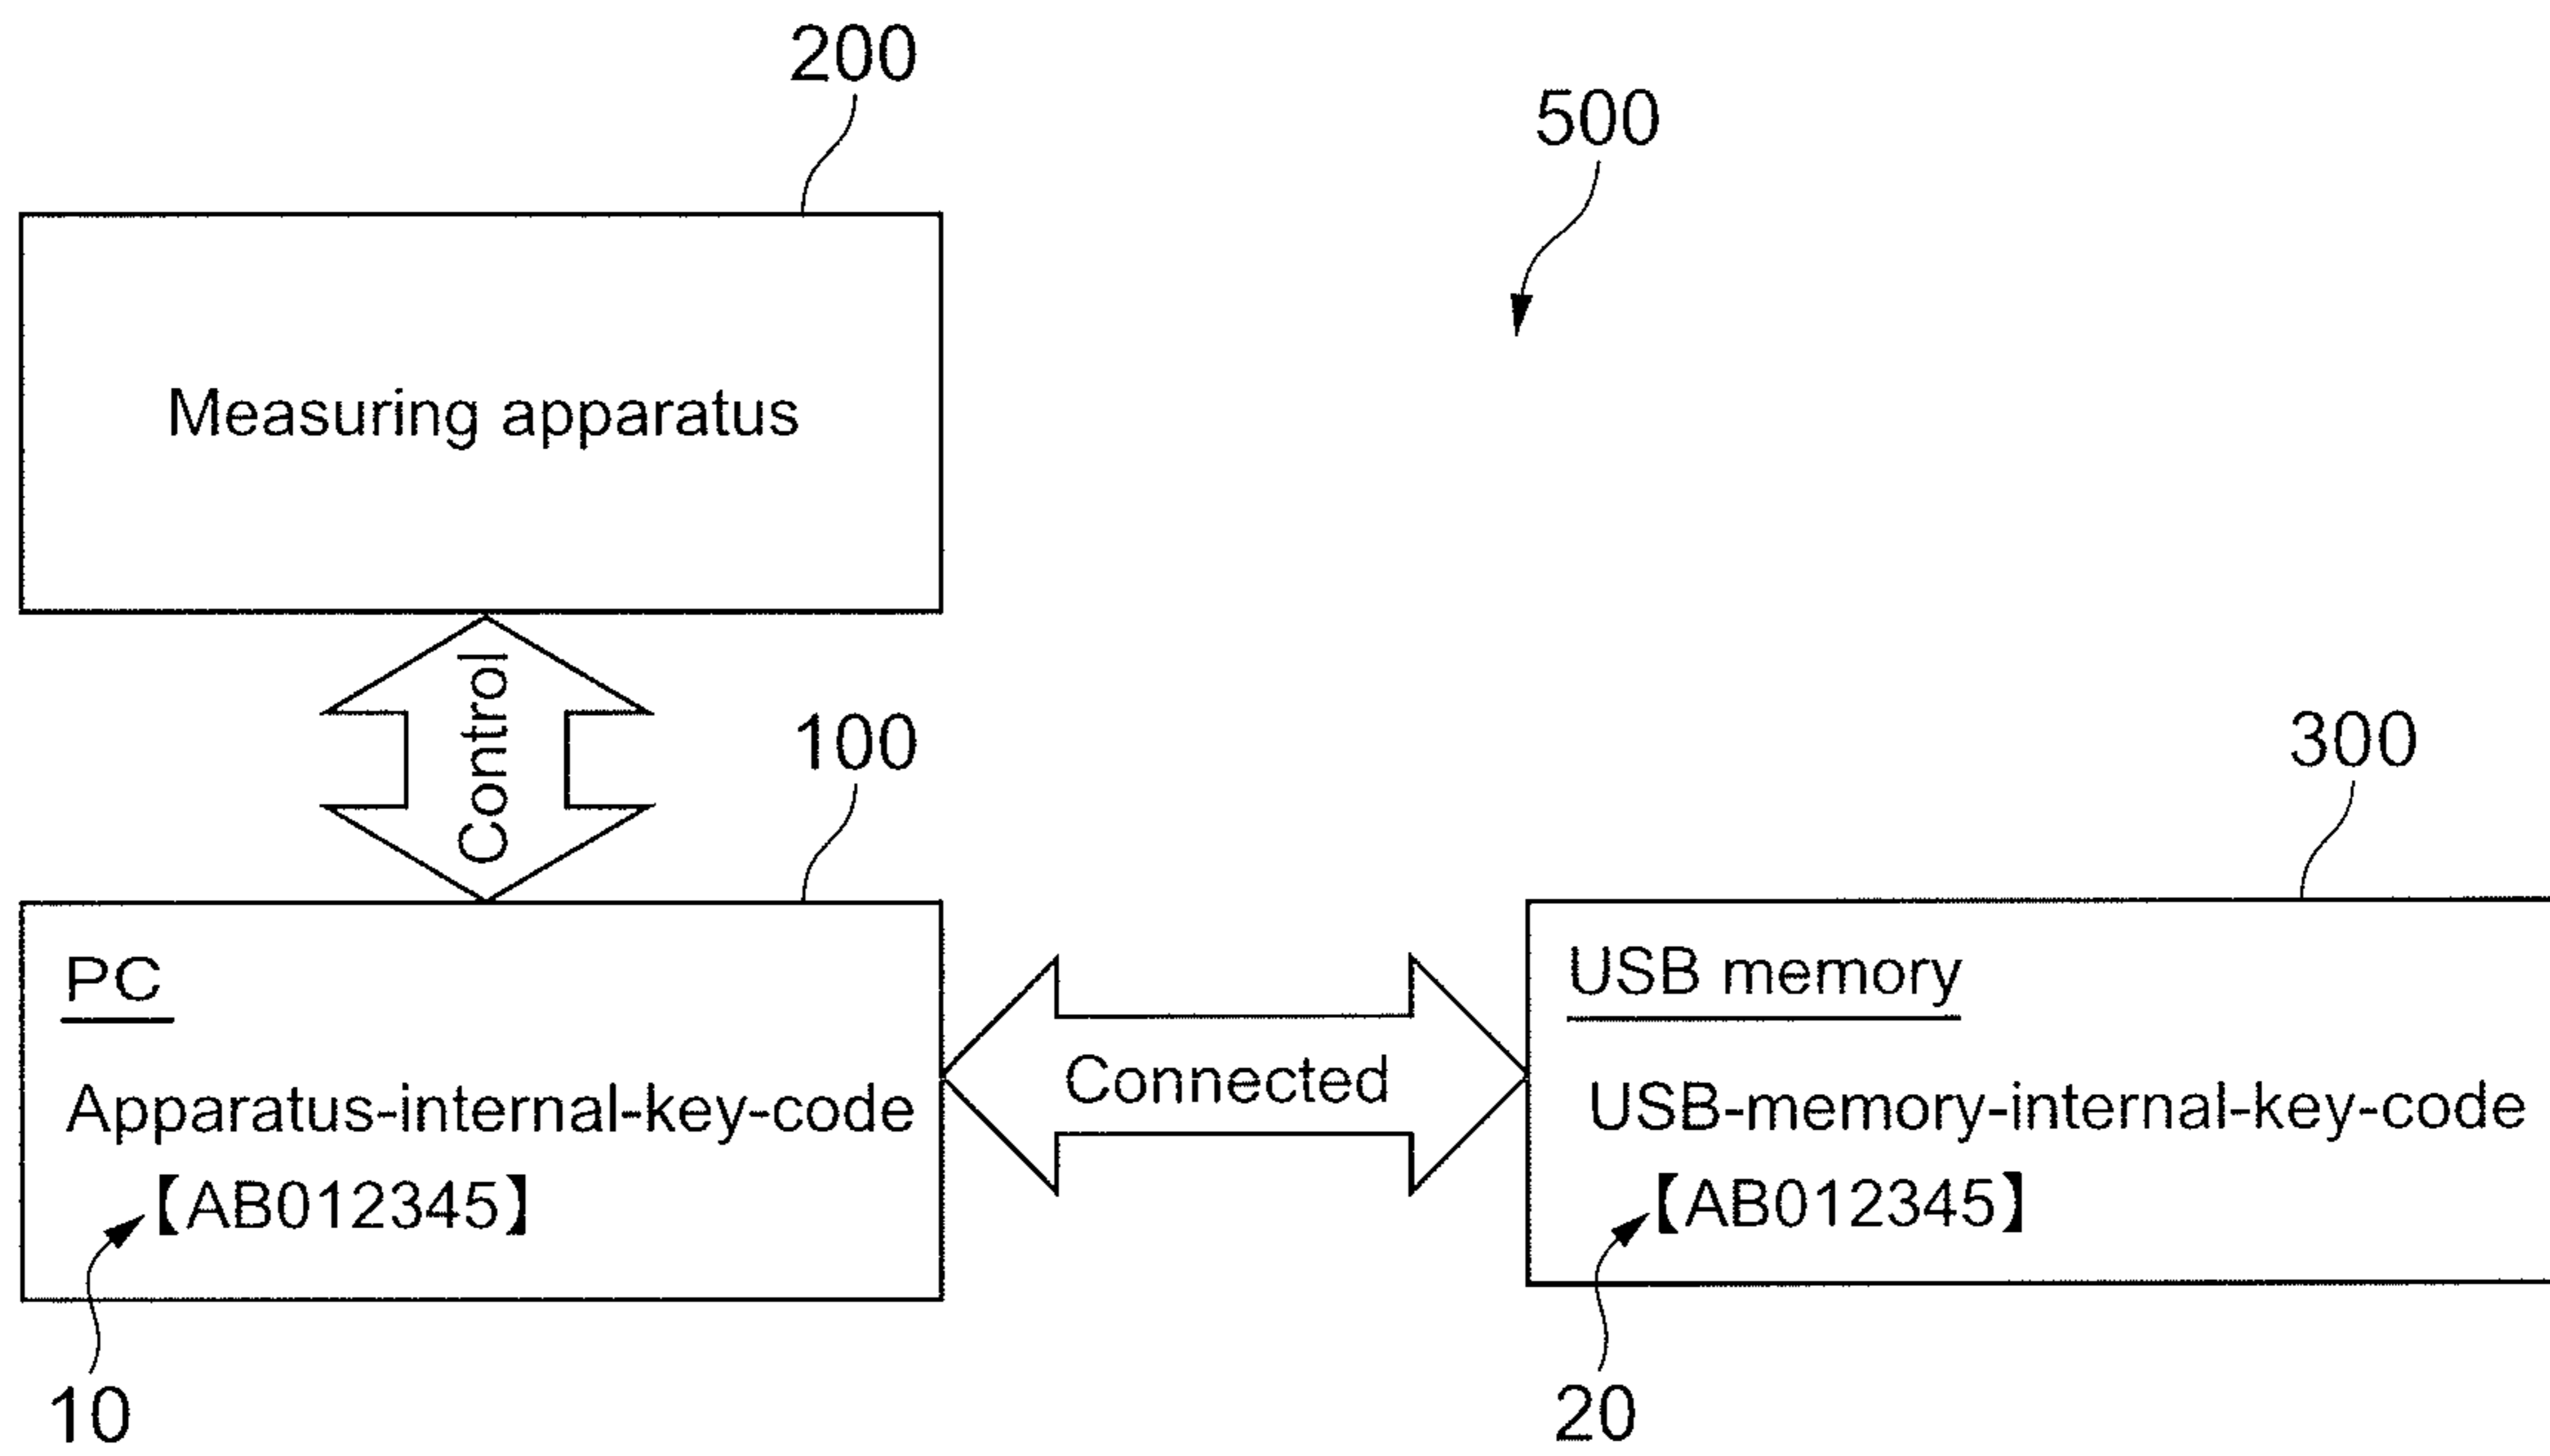 200
500
Measuring apparatus
Control
100
300
PC
Apparatus-internal-key-code
【AB012345】
Connected
USB memory
USB-memory-internal-key-code
【AB012345】
10
20